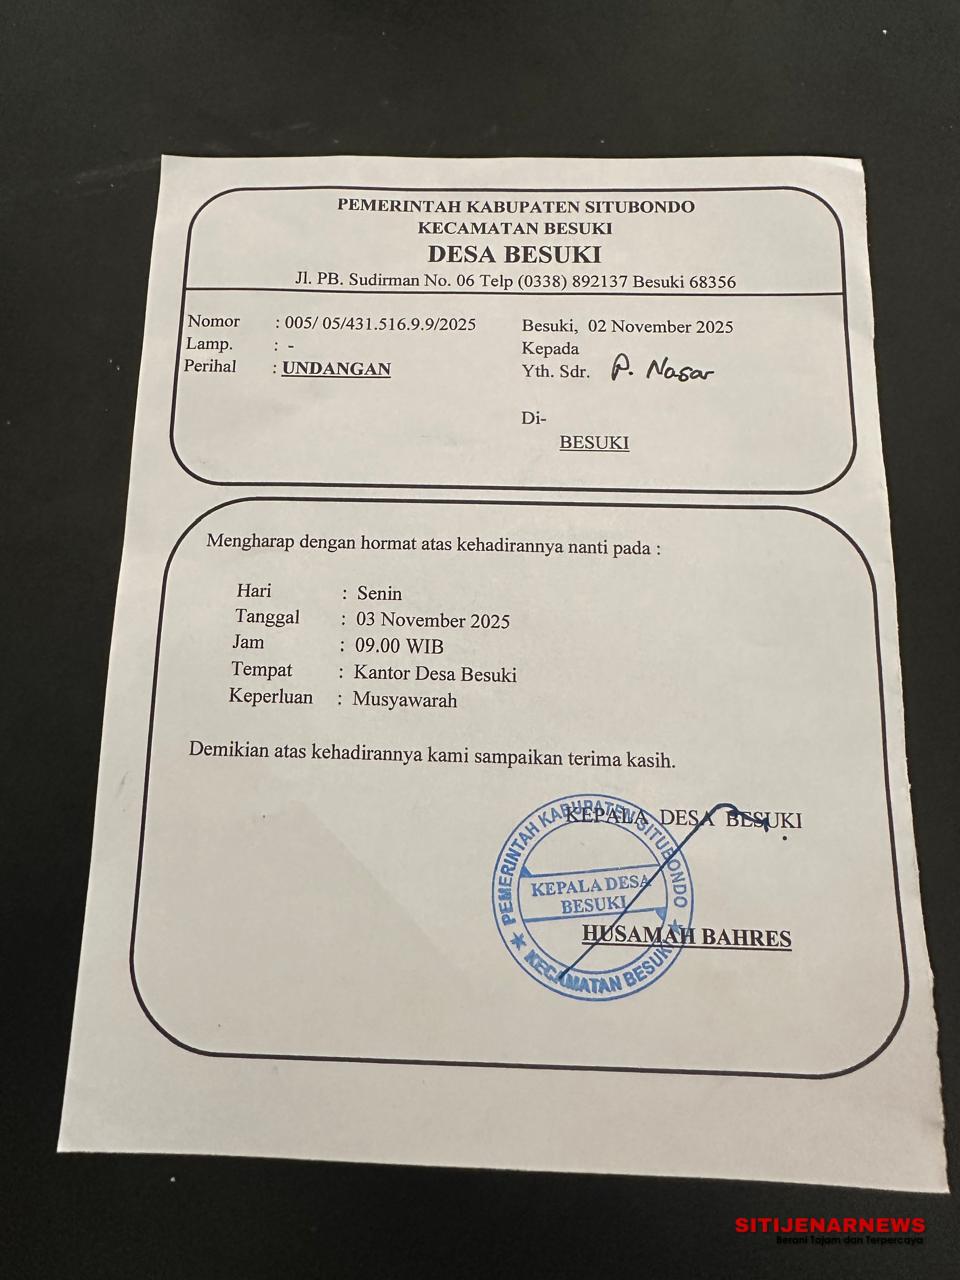 PEMERINTAH KABUPATEN SITUBONDO
KECAMATAN BESUKI
DESA BESUKI
Jl. PB. Sudirman No. 06 Telp (0338) 892137 Besuki 68356
Nomor : 005/ 05/431.516.9.9/2025
Lamp. : -
Perihal : UNDANGAN
Besuki, 02 November 2025
Kepada
Yth. Sdr. P. Nasar
Di-
BESUKI
Mengharap dengan hormat atas kehadirannya nanti pada :
Hari : Senin
Tanggal : 03 November 2025
Jam : 09.00 WIB
Tempat : Kantor Desa Besuki
Keperluan : Musyawarah
Demikian atas kehadirannya kami sampaikan terima kasih.
KEPALA DESA BESUKI
PEMERINTAH KABUPATEN SITUBONDO
KEPALA DESA
BESUKI
KECAMATAN BESUKI
HUSAMAH BAHRES
SITIJENARNEWS
Berani Tajam dan Terpercaya